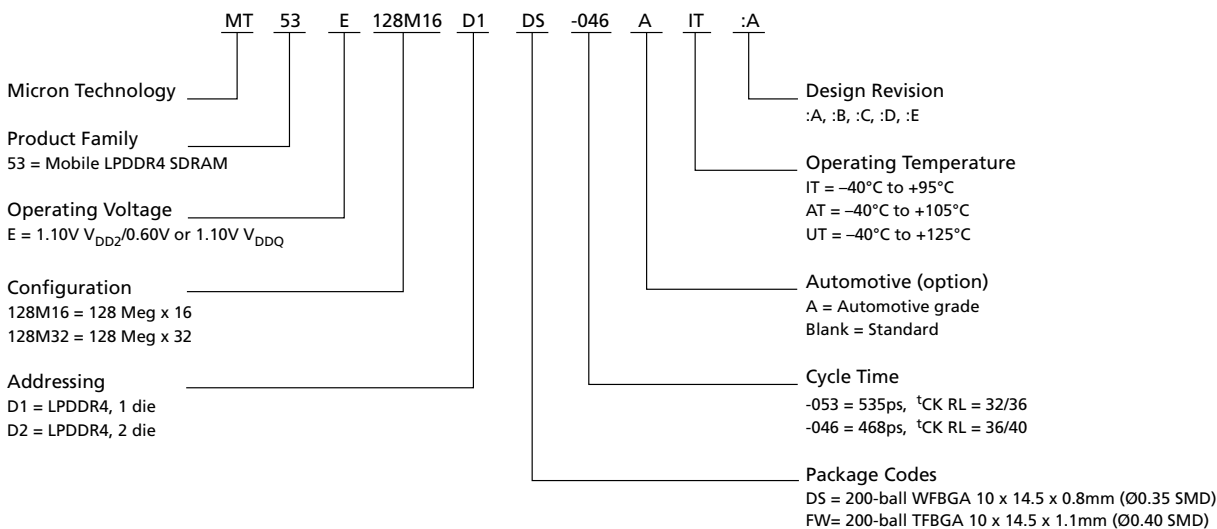 MT 53 E 128M16 D1 DS -046 A IT :A
Micron Technology
Product Family
53 = Mobile LPDDR4 SDRAM
Operating Voltage
E = 1.10V VDD2/0.60V or 1.10V VDDQ
Configuration
128M16 = 128 Meg x 16
128M32 = 128 Meg x 32
Addressing
D1 = LPDDR4, 1 die
D2 = LPDDR4, 2 die
Design Revision
:A, :B, :C, :D, :E
Operating Temperature
IT = –40°C to +95°C
AT = –40°C to +105°C
UT = –40°C to +125°C
Automotive (option)
A = Automotive grade
Blank = Standard
Cycle Time
-053 = 535ps, tCK RL = 32/36
-046 = 468ps, tCK RL = 36/40
Package Codes
DS = 200-ball WFBGA 10 x 14.5 x 0.8mm (Ø0.35 SMD)
FW= 200-ball TFBGA 10 x 14.5 x 1.1mm (Ø0.40 SMD)